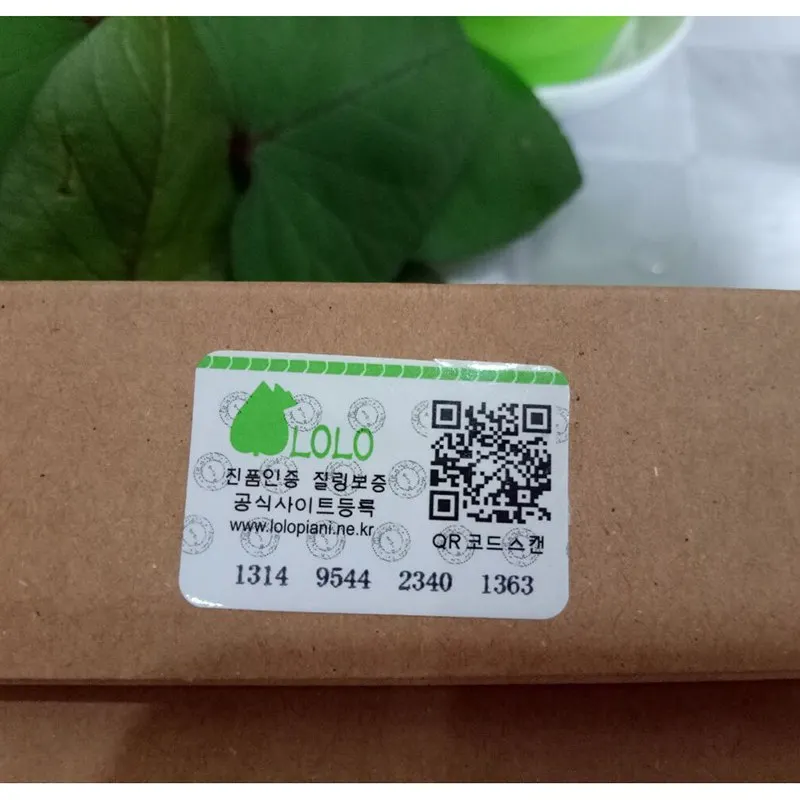 LOLO
진품인증 질링보증
공식사이트등록
www.lolopiani.ne.kr
QR 코드 스캔
1314 9544 2340 1363